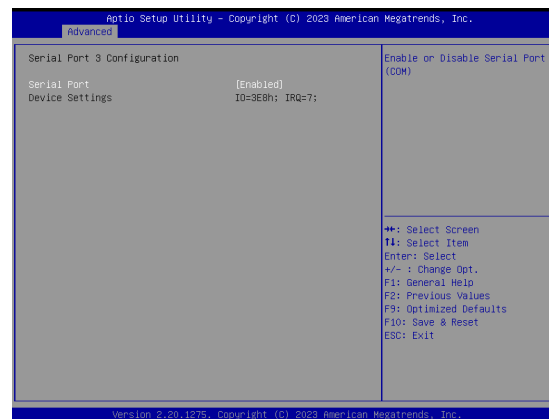 Aptio Setup Utility – Copyright (C) 2023 American Megatrends, Inc.
Advanced
Serial Port 3 Configuration
Serial Port [Enabled]
Device Settings IO=3E8h; IRQ=7;
Enable or Disable Serial Port
(COM)
→←: Select Screen
↑↓: Select Item
Enter: Select
+/- : Change Opt.
F1: General Help
F2: Previous Values
F9: Optimized Defaults
F10: Save & Reset
ESC: Exit
Version 2.20.1275. Copyright (C) 2023 American Megatrends, Inc.